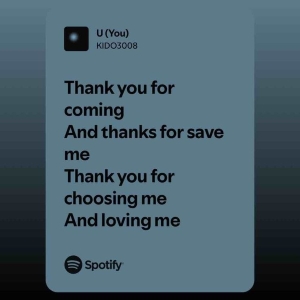 U (You)
KIDO3008
Thank you for
coming
And thanks for save
me
Thank you for
choosing me
And loving me
Spotify